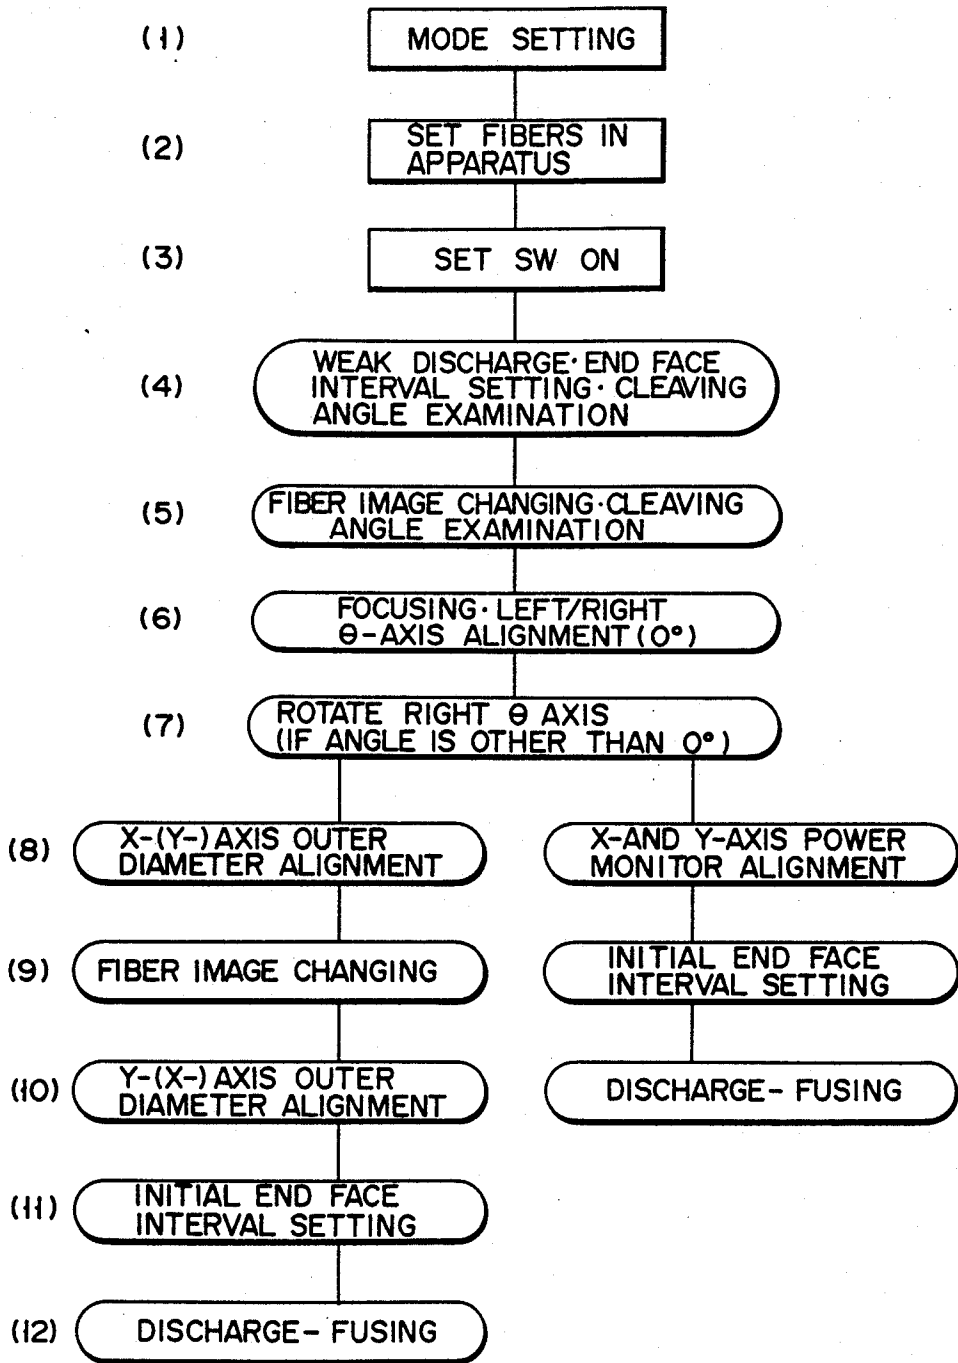 (1) MODE SETTING
(2) SET FIBERS IN
APPARATUS
(3) SET SW ON
(4) WEAK DISCHARGE·END FACE
INTERVAL SETTING·CLEAVING
ANGLE EXAMINATION
(5) FIBER IMAGE CHANGING·CLEAVING
ANGLE EXAMINATION
(6) FOCUSING·LEFT/RIGHT
θ-AXIS ALIGNMENT (0°)
(7) ROTATE RIGHT θ AXIS
(IF ANGLE IS OTHER THAN 0°)
(8) X-(Y-) AXIS OUTER
DIAMETER ALIGNMENT
(9) FIBER IMAGE CHANGING
(10) Y-(X-) AXIS OUTER
DIAMETER ALIGNMENT
(11) INITIAL END FACE
INTERVAL SETTING
(12) DISCHARGE-FUSING
X-AND Y-AXIS POWER
MONITOR ALIGNMENT
INITIAL END FACE
INTERVAL SETTING
DISCHARGE-FUSING